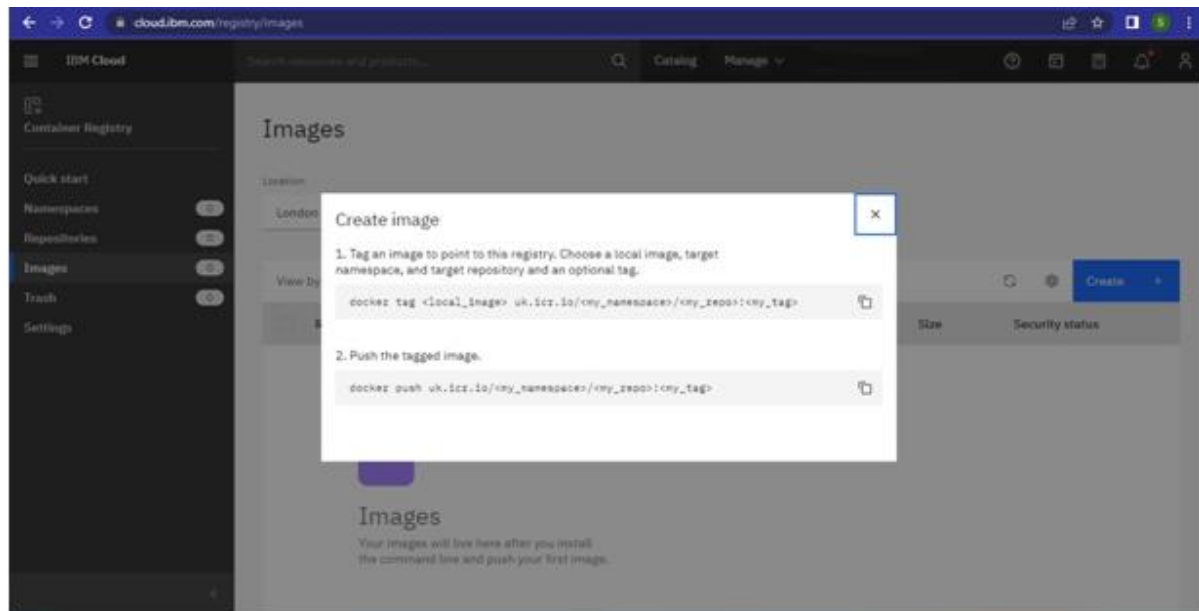 cloud.ibm.com/registry/images
S
IBM Cloud
Search resources and products...
Catalog
Manage
Container Registry
Images
Quick start
Location
Namespaces
London
Repositories
Images
View by
Create +
Trash
Size
Security status
Settings
Create image
1. Tag an image to point to this registry. Choose a local image, target
namespace, and target repository and an optional tag.
docker tag <local_image> uk.icr.io/<my_namespace>/<my_repo>:<my_tag>
2. Push the tagged image.
docker push uk.icr.io/<my_namespace>/<my_repo>:<my_tag>
Images
Your images will live here after you install
the command line and push your first image.